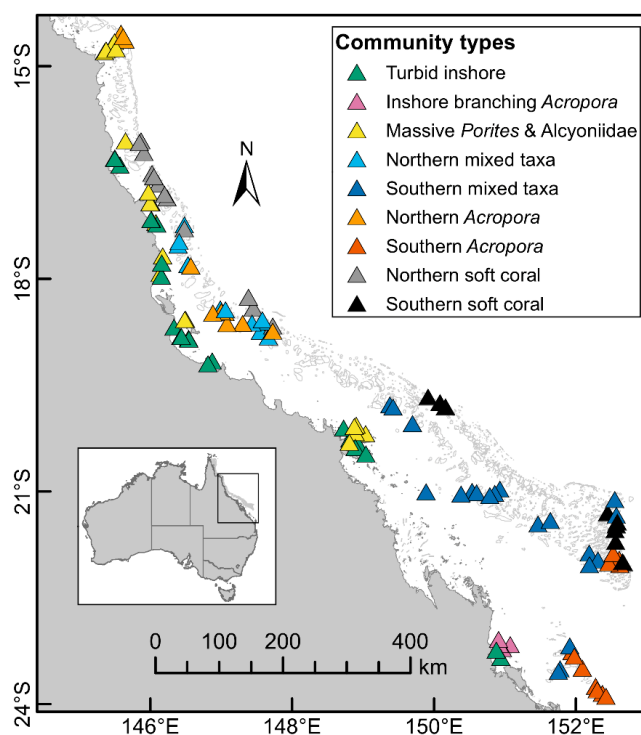 Community types
Turbid inshore
Inshore branching Acropora
Massive Porites & Alcyoniidae
Northern mixed taxa
Southern mixed taxa
Northern Acropora
Southern Acropora
Northern soft coral
Southern soft coral
N
15°S
18°S
21°S
24°S
0 100 200 400
km
146°E 148°E 150°E 152°E